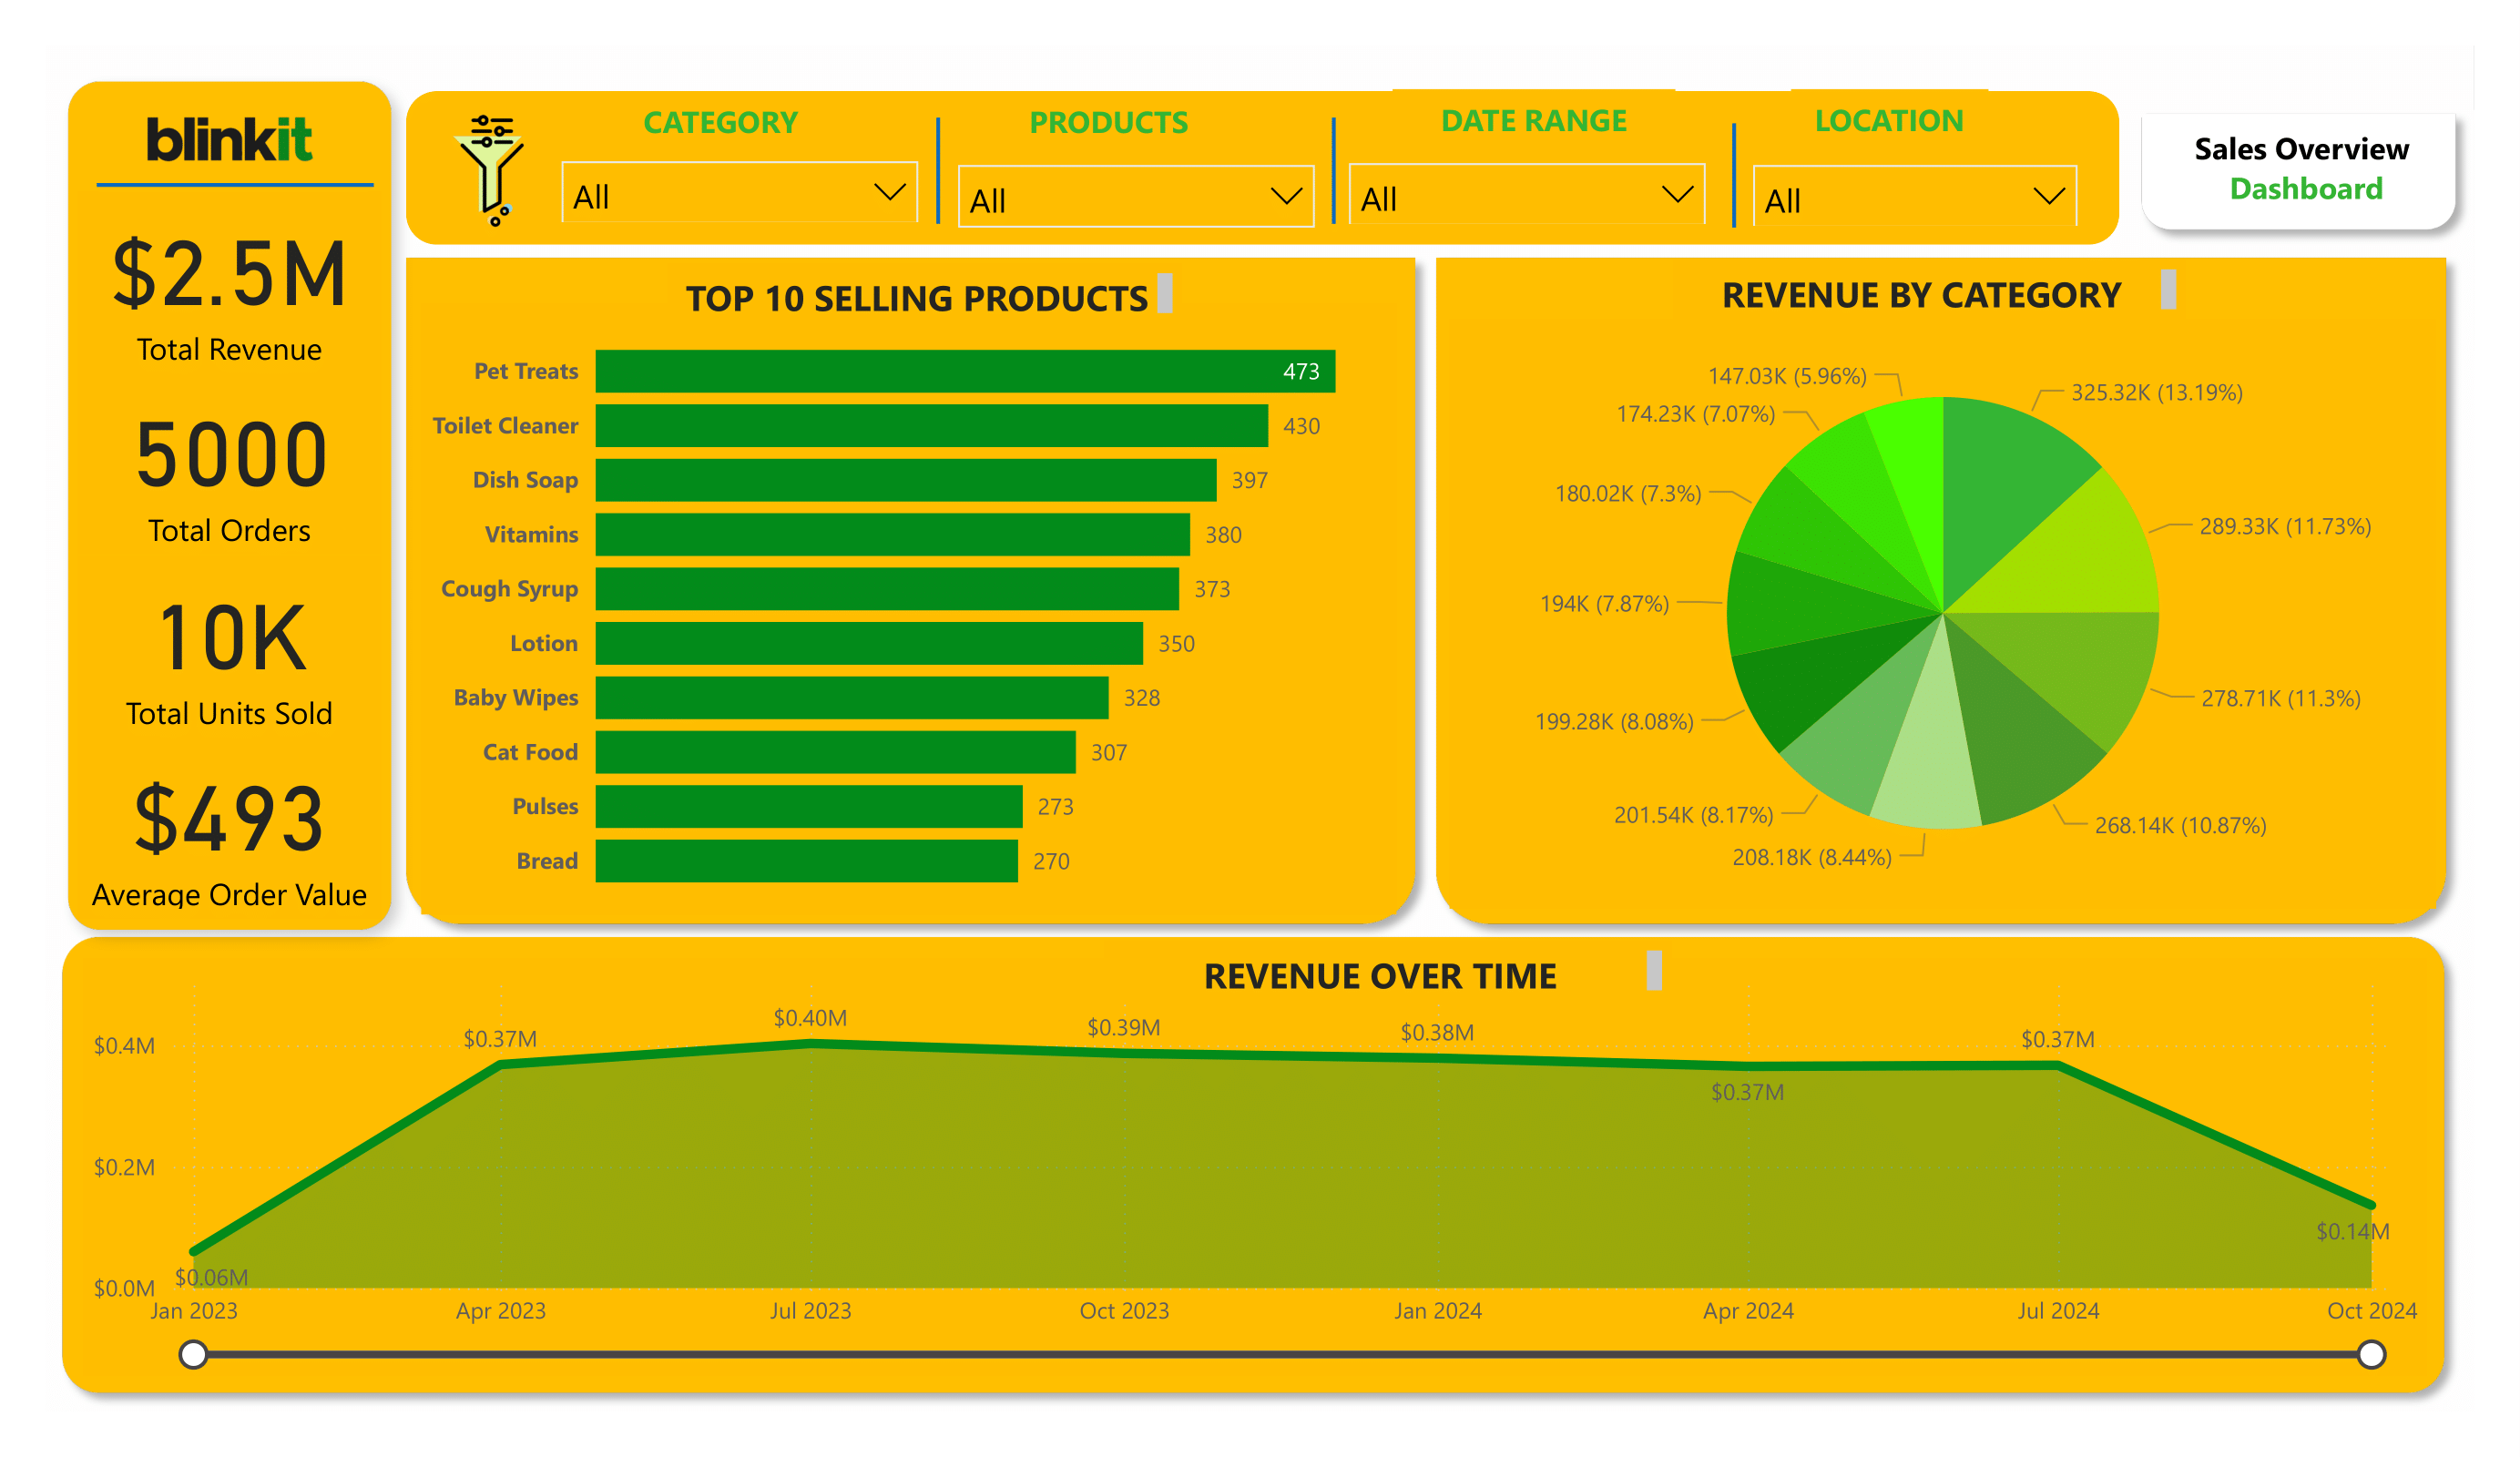 blinkit
$2.5M
Total Revenue
5000
Total Orders
10K
Total Units Sold
$493
Average Order Value
CATEGORY
All
PRODUCTS
All
DATE RANGE
All
LOCATION
All
Sales Overview
Dashboard
TOP 10 SELLING PRODUCTS
Pet Treats 473
Toilet Cleaner 430
Dish Soap 397
Vitamins 380
Cough Syrup 373
Lotion 350
Baby Wipes 328
Cat Food 307
Pulses 273
Bread 270
REVENUE BY CATEGORY
325.32K (13.19%)
289.33K (11.73%)
278.71K (11.3%)
268.14K (10.87%)
208.18K (8.44%)
201.54K (8.17%)
199.28K (8.08%)
194K (7.87%)
180.02K (7.3%)
174.23K (7.07%)
147.03K (5.96%)
REVENUE OVER TIME
$0.4M
$0.2M
$0.0M
$0.06M
$0.37M
$0.40M
$0.39M
$0.38M
$0.37M
$0.37M
$0.14M
Jan 2023 Apr 2023 Jul 2023 Oct 2023 Jan 2024 Apr 2024 Jul 2024 Oct 2024